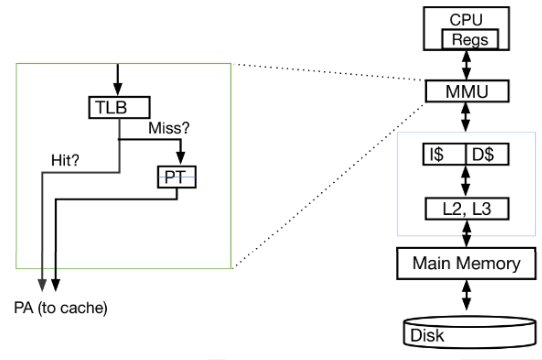 CPU
Regs
MMU
TLB
Miss?
Hit?
PT
I$ D$
L2, L3
Main Memory
PA (to cache)
Disk